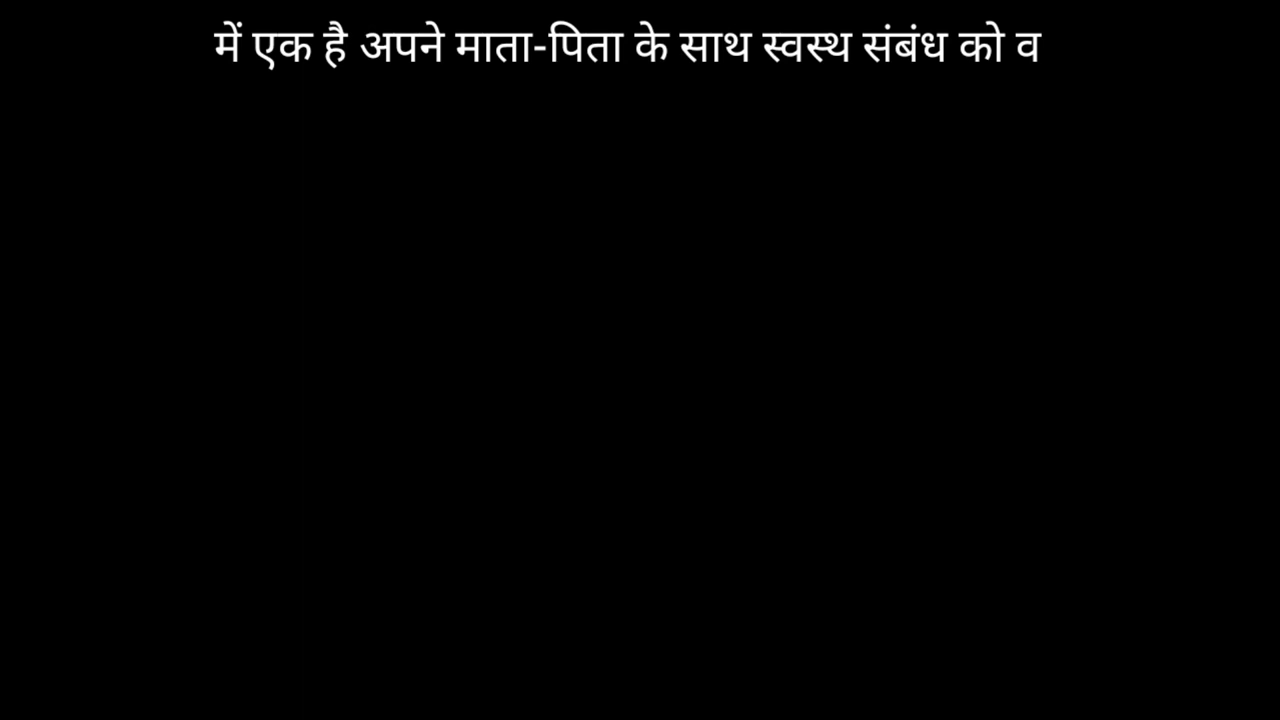 में एक है अपने माता-पिता के साथ स्वस्थ संबंध को व